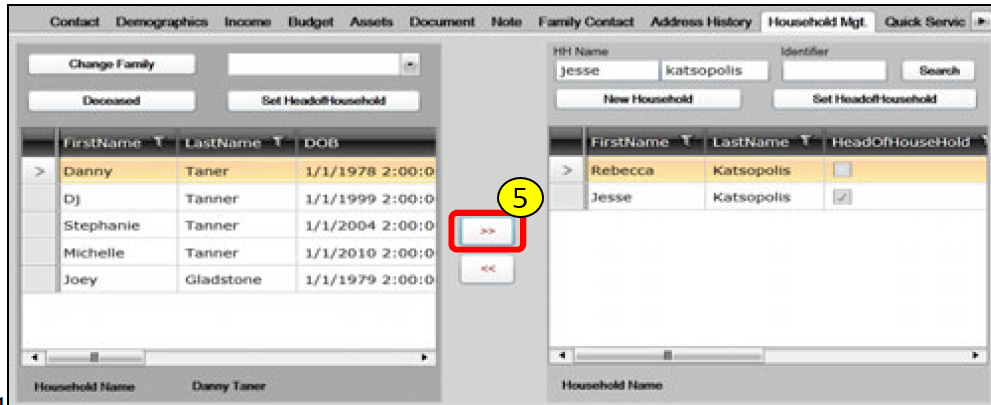 Contact Demographics Income Budget Assets Document Note Family Contact Address History Household Mgt. Quick Servic
HH Name Identifier
Change Family
jesse katsopolis Search
Deceased Set HeadofHousehold
New Household Set HeadofHousehold
FirstName LastName DOB
> Danny Taner 1/1/1978 2:00:0
Dj Tanner 1/1/1999 2:00:0
Stephanie Tanner 1/1/2004 2:00:0
Michelle Tanner 1/1/2010 2:00:0
Joey Gladstone 1/1/1979 2:00:0
5
>>
<<
FirstName LastName HeadOfHouseHold
> Rebecca Katsopolis
Jesse Katsopolis
Household Name Danny Taner
Household Name